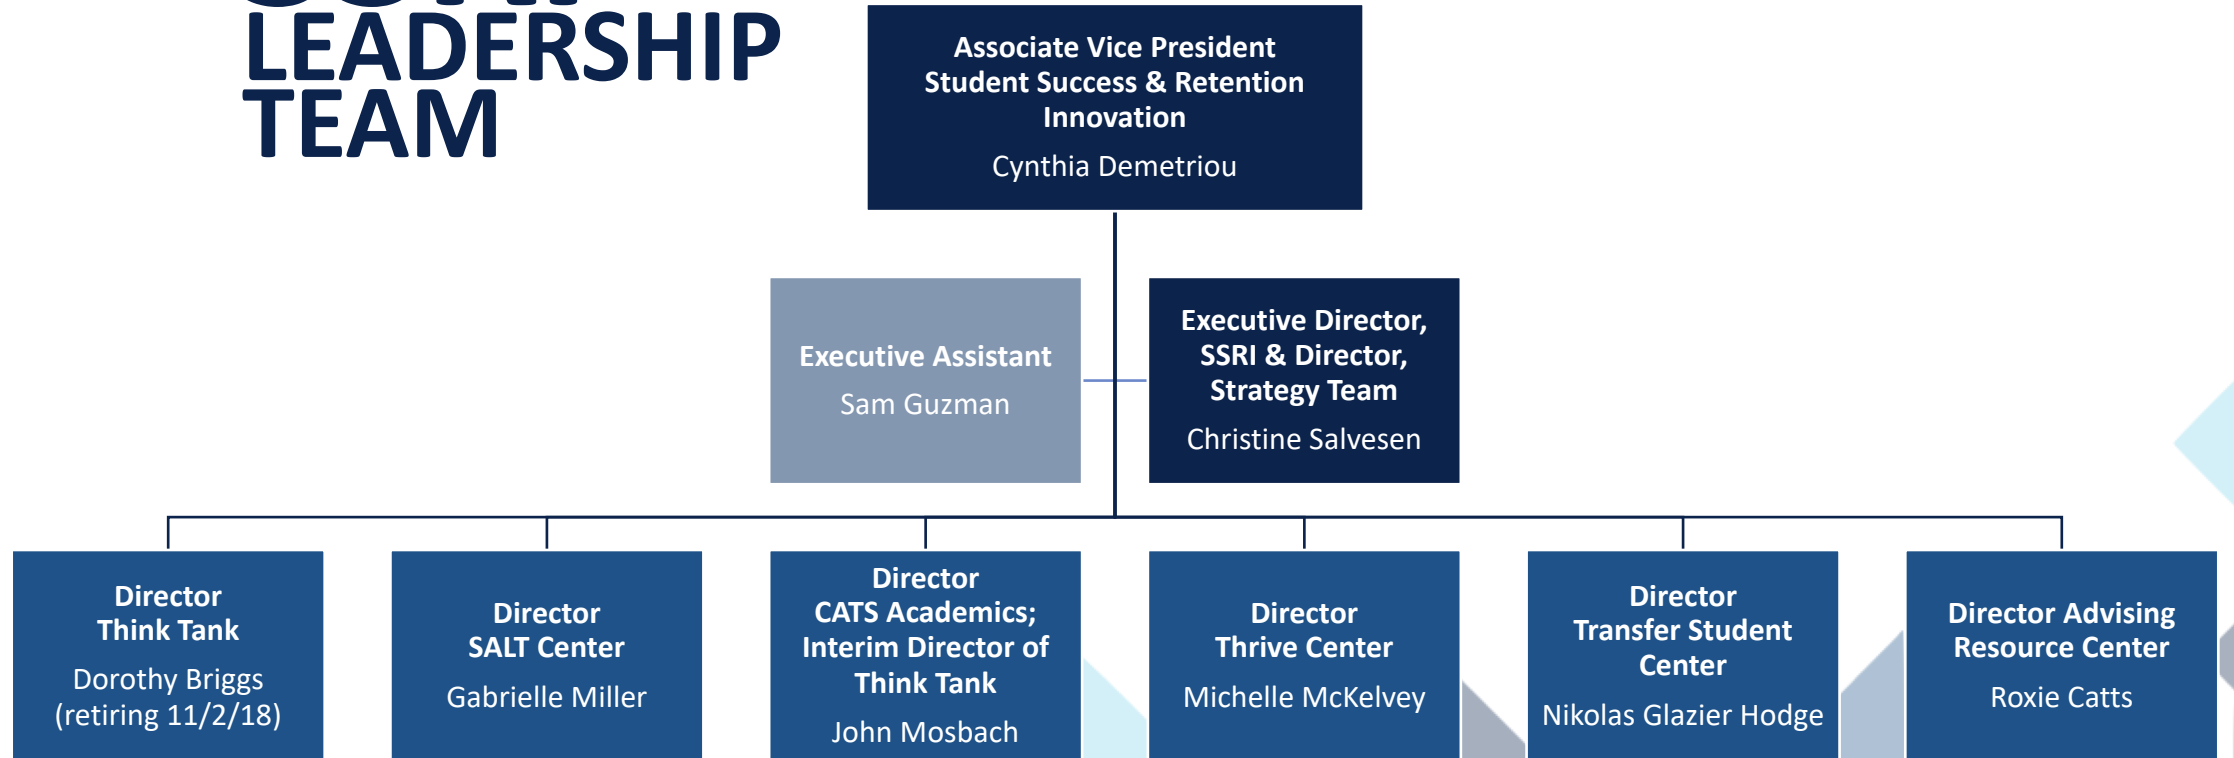 LEADERSHIP
TEAM
Associate Vice President
Student Success & Retention
Innovation
Cynthia Demetriou
Executive Assistant
Sam Guzman
Executive Director,
SSRI & Director,
Strategy Team
Christine Salvesen
Director
Think Tank
Dorothy Briggs
(retiring 11/2/18)
Director
SALT Center
Gabrielle Miller
Director
CATS Academics;
Interim Director of
Think Tank
John Mosbach
Director
Thrive Center
Michelle McKelvey
Director
Transfer Student
Center
Nikolas Glazier Hodge
Director Advising
Resource Center
Roxie Catts